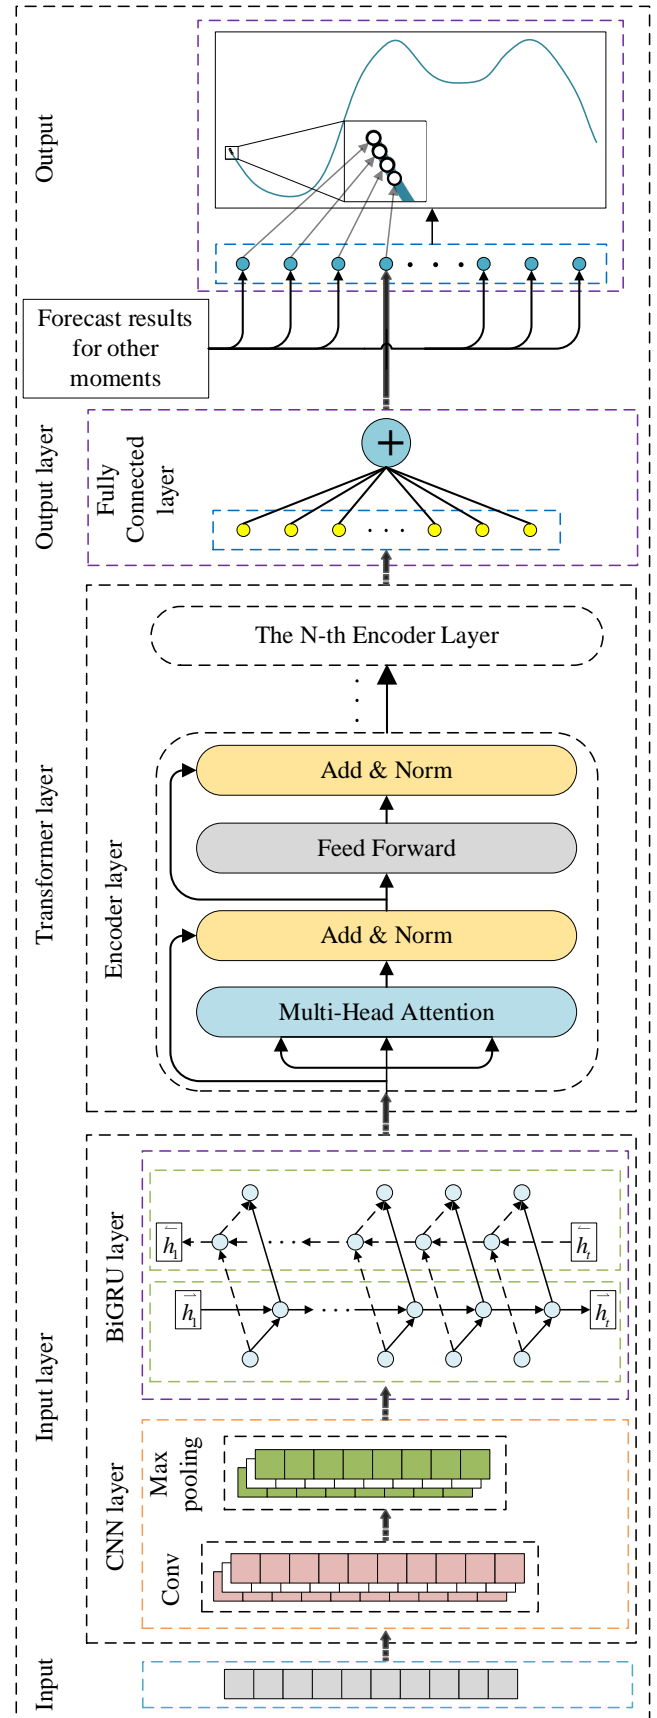 Output
Forecast results
for other
moments
Output layer
Fully
Connected
layer
+
The N-th Encoder Layer
Transformer layer
Encoder layer
Add & Norm
Feed Forward
Add & Norm
Multi-Head Attention
Input layer
BiGRU layer
h₁
hₜ
h₁
hₜ
CNN layer
Max
pooling
Conv
Input